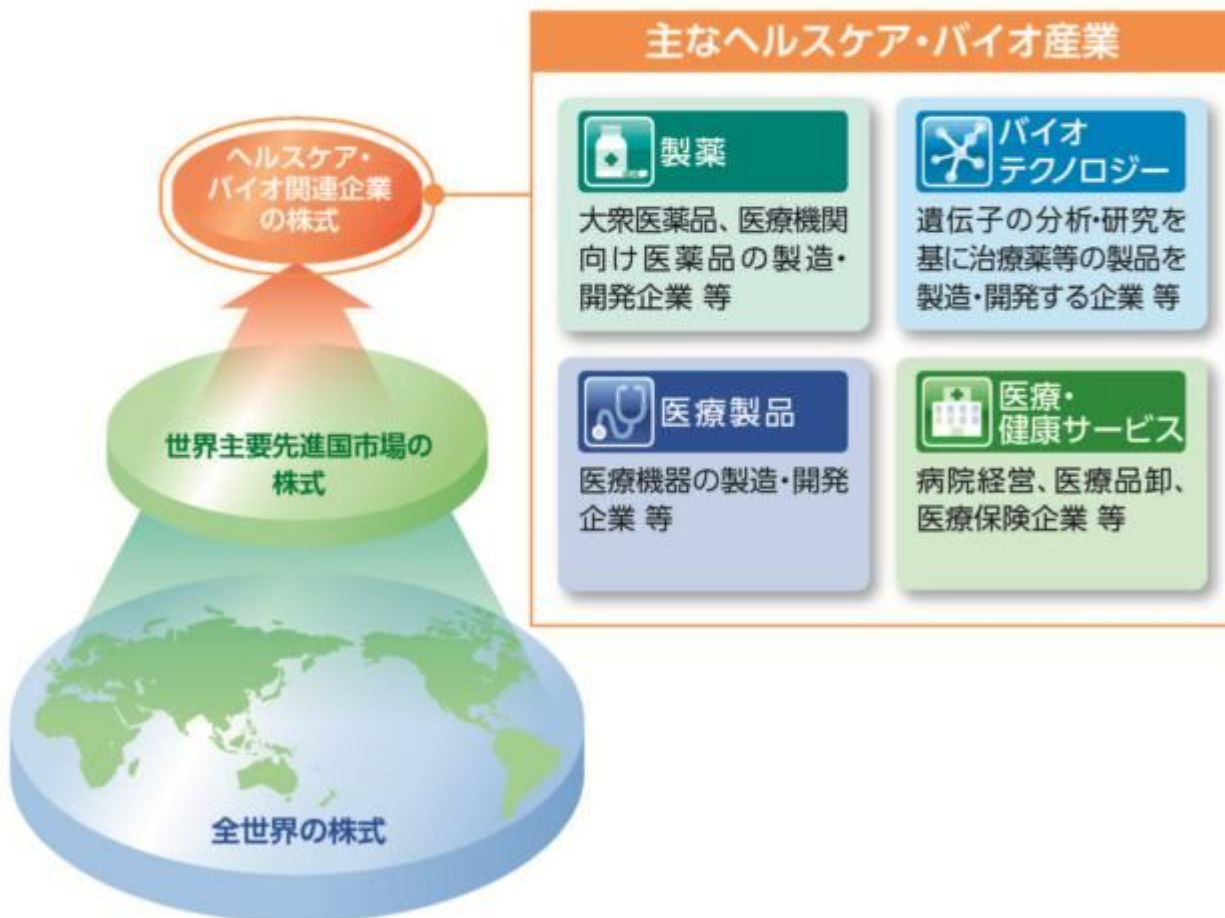 主なヘルスケア・バイオ産業
ヘルスケア・
バイオ関連企業
の株式
製薬
大衆医薬品、医療機関
向け医薬品の製造・
開発企業 等
バイオ
テクノロジー
遺伝子の分析・研究を
基に治療薬等の製品を
製造・開発する企業 等
医療製品
医療機器の製造・開発
企業 等
医療・
健康サービス
病院経営、医療品卸、
医療保険企業 等
世界主要先進国市場の
株式
全世界の株式